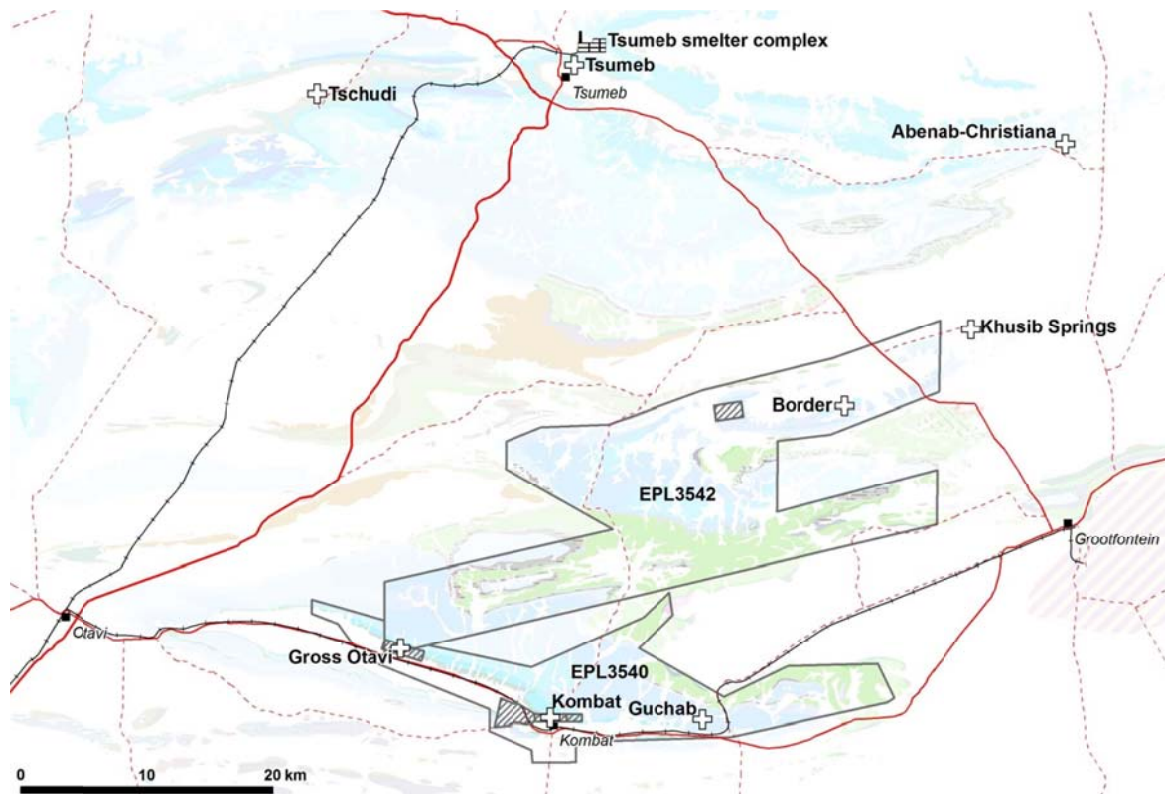 Tsumeb smelter complex
Tsumeb
Tsumeb
Tschudi
Abenab-Christiana
Khusib Springs
Border
EPL3542
Grootfontein
Otavi
Gross Otavi
EPL3540
Kombat
Guchab
Kombat
0 10 20 km